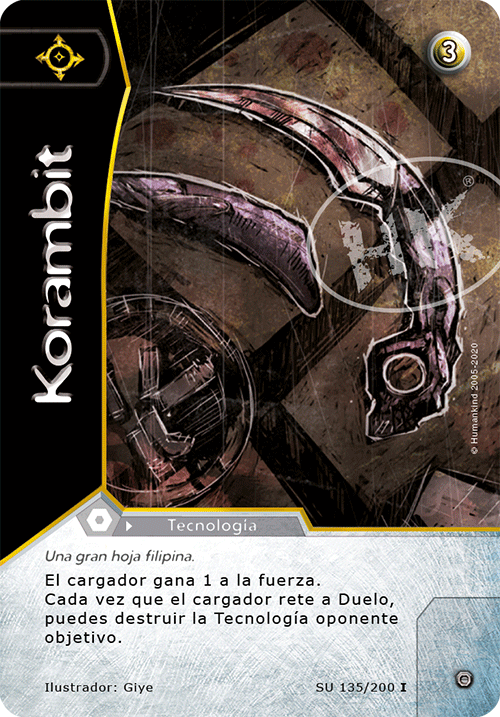 3
Korambit
HK®
© Humankind 2005-2020
Tecnología
Una gran hoja filipina.
El cargador gana 1 a la fuerza.
Cada vez que el cargador rete a Duelo,
puedes destruir la Tecnología oponente
objetivo.
Ilustrador: Giye
SU 135/200 I